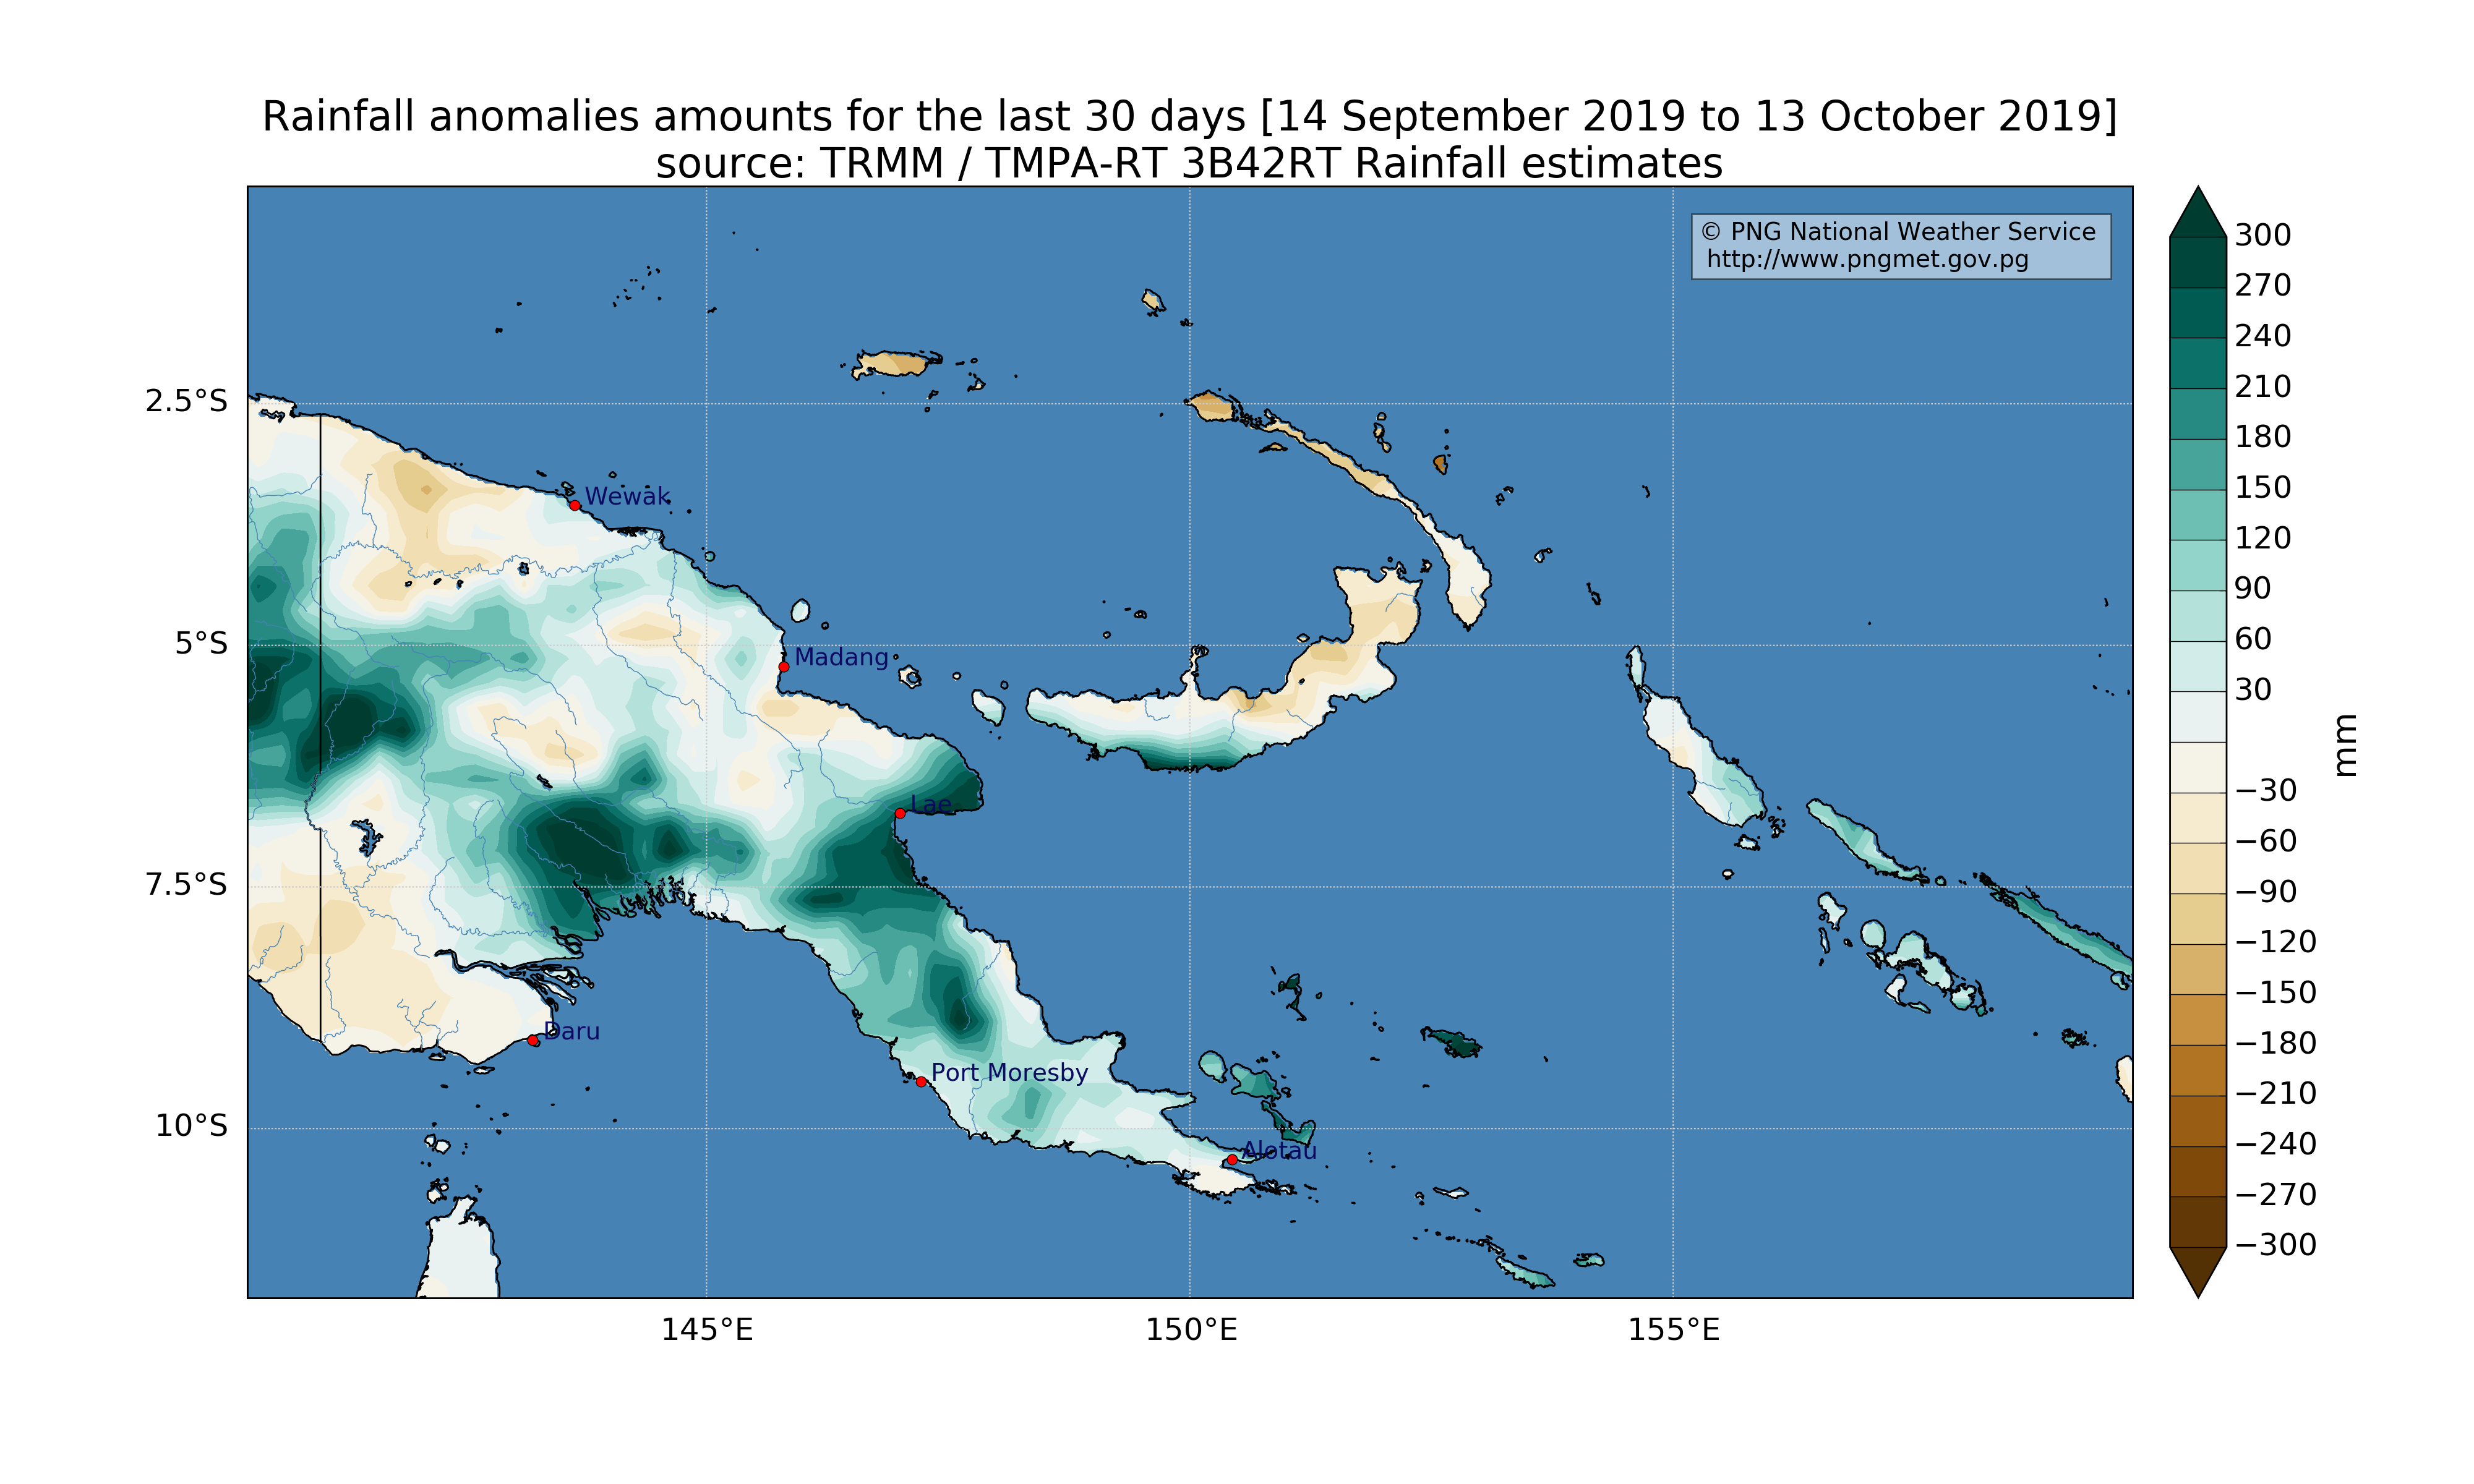 Rainfall anomalies amounts for the last 30 days [14 September 2019 to 13 October 2019]
source: TRMM / TMPA-RT 3B42RT Rainfall estimates
© PNG National Weather Service
http://www.pngmet.gov.pg
2.5°S
5°S
7.5°S
10°S
Wewak
Madang
Lae
Daru
Port Moresby
Alotau
145°E
150°E
155°E
300
270
240
210
180
150
120
90
60
30
−30
−60
−90
−120
−150
−180
−210
−240
−270
−300
mm